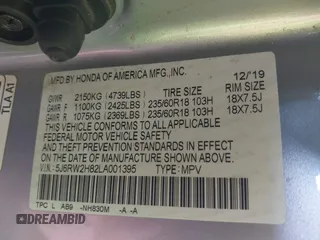 MFD BY HONDA OF AMERICA MFG.,INC.
12/'19
GVWR 2150KG (4739LBS) TIRE SIZE RIM SIZE
GAWR F 1100KG (2425LBS) 235/60R18 103H 18X7.5J
GAWR R 1075KG (2369LBS) 235/60R18 103H 18X7.5J
THIS VEHICLE CONFORMS TO ALL APPLICABLE
FEDERAL MOTOR VEHICLE SAFETY
AND THEFT PREVENTION STANDARDS IN EFFECT ON
THE DATE OF MANUFACTURE SHOWN ABOVE.
5J6RW2H82LA001395 TYPE: MPV
TPC L AB9 -NH830M -A -A
TLA A1
DREAMBID